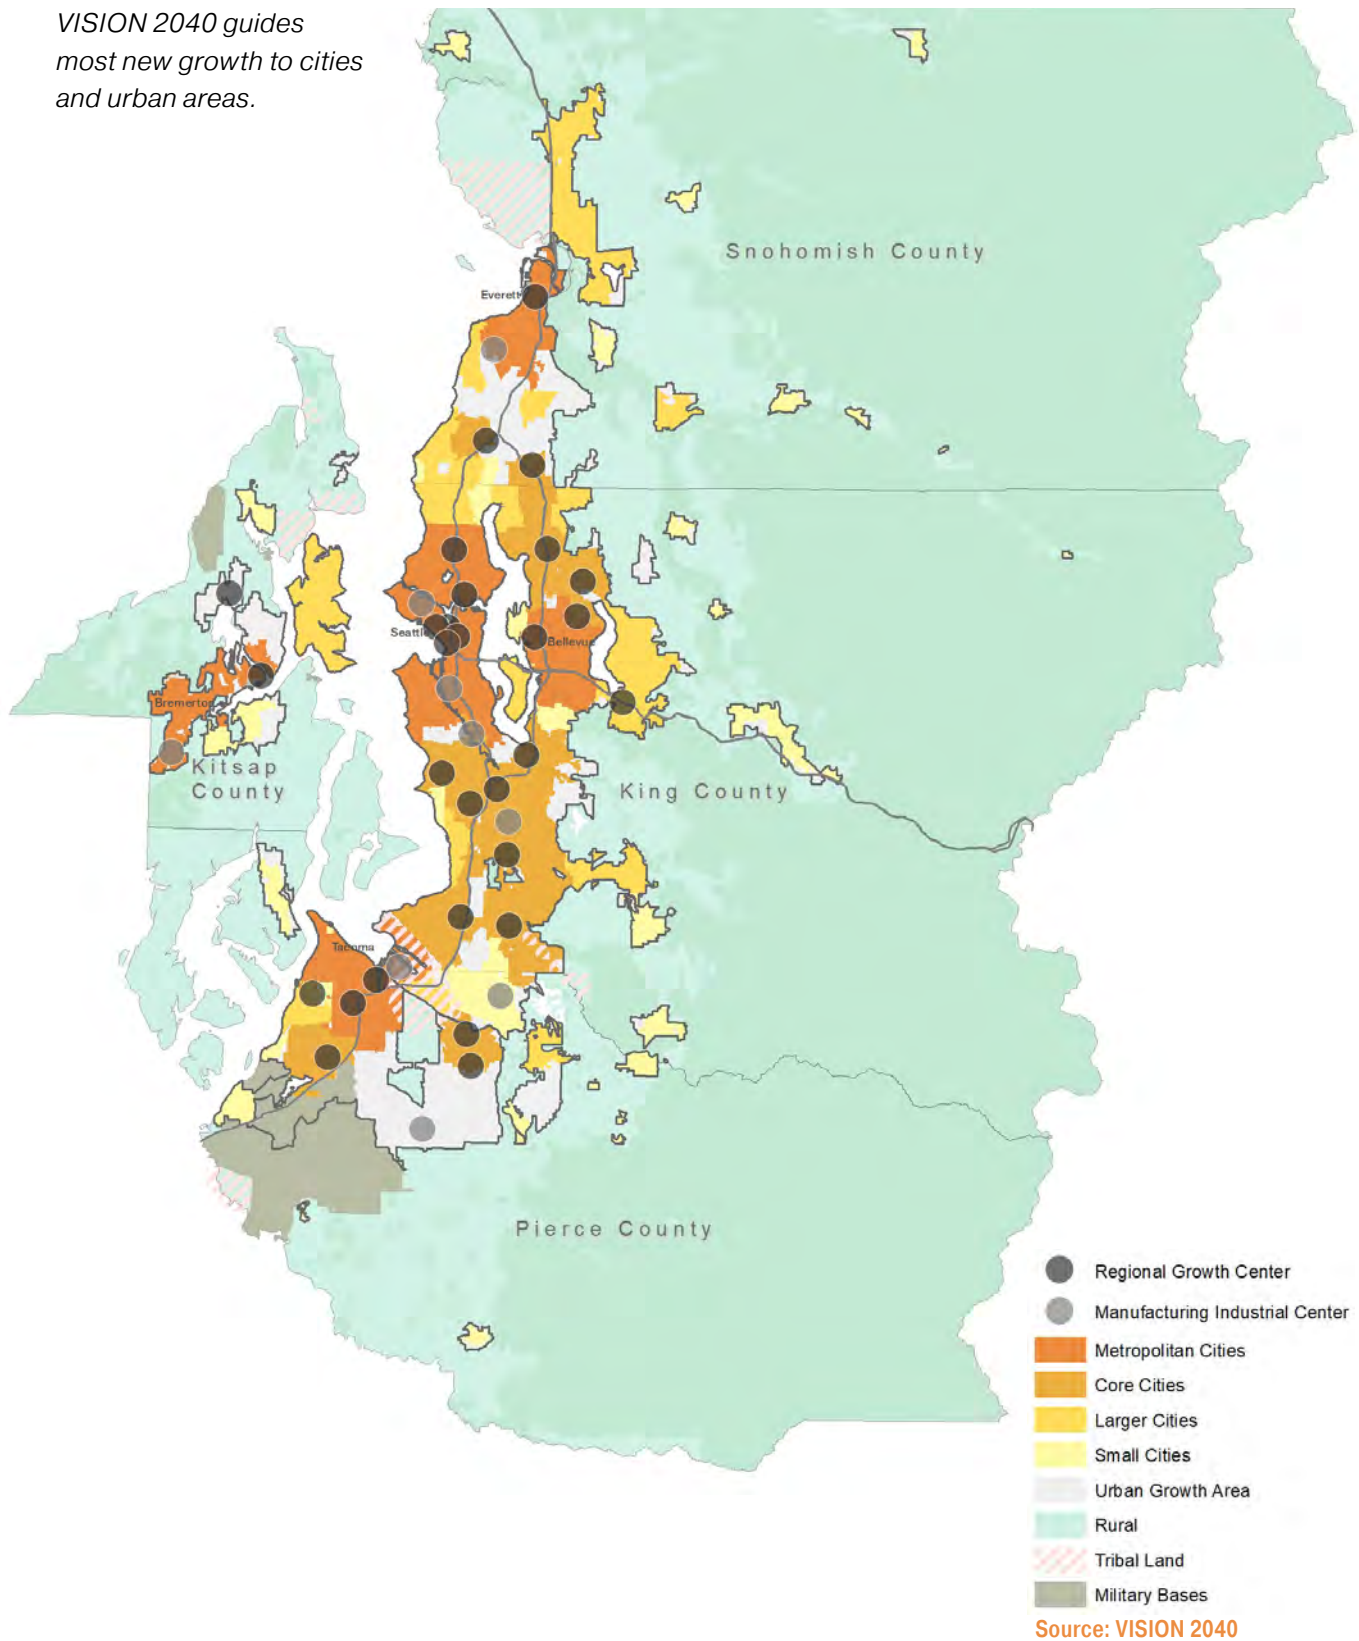 VISION 2040 guides
most new growth to cities
and urban areas.
Snohomish County
Everett
Seattle
Bellevue
Bremerton
Kitsap
County
King County
Tacoma
Pierce County
Regional Growth Center
Manufacturing Industrial Center
Metropolitan Cities
Core Cities
Larger Cities
Small Cities
Urban Growth Area
Rural
Tribal Land
Military Bases
Source: VISION 2040